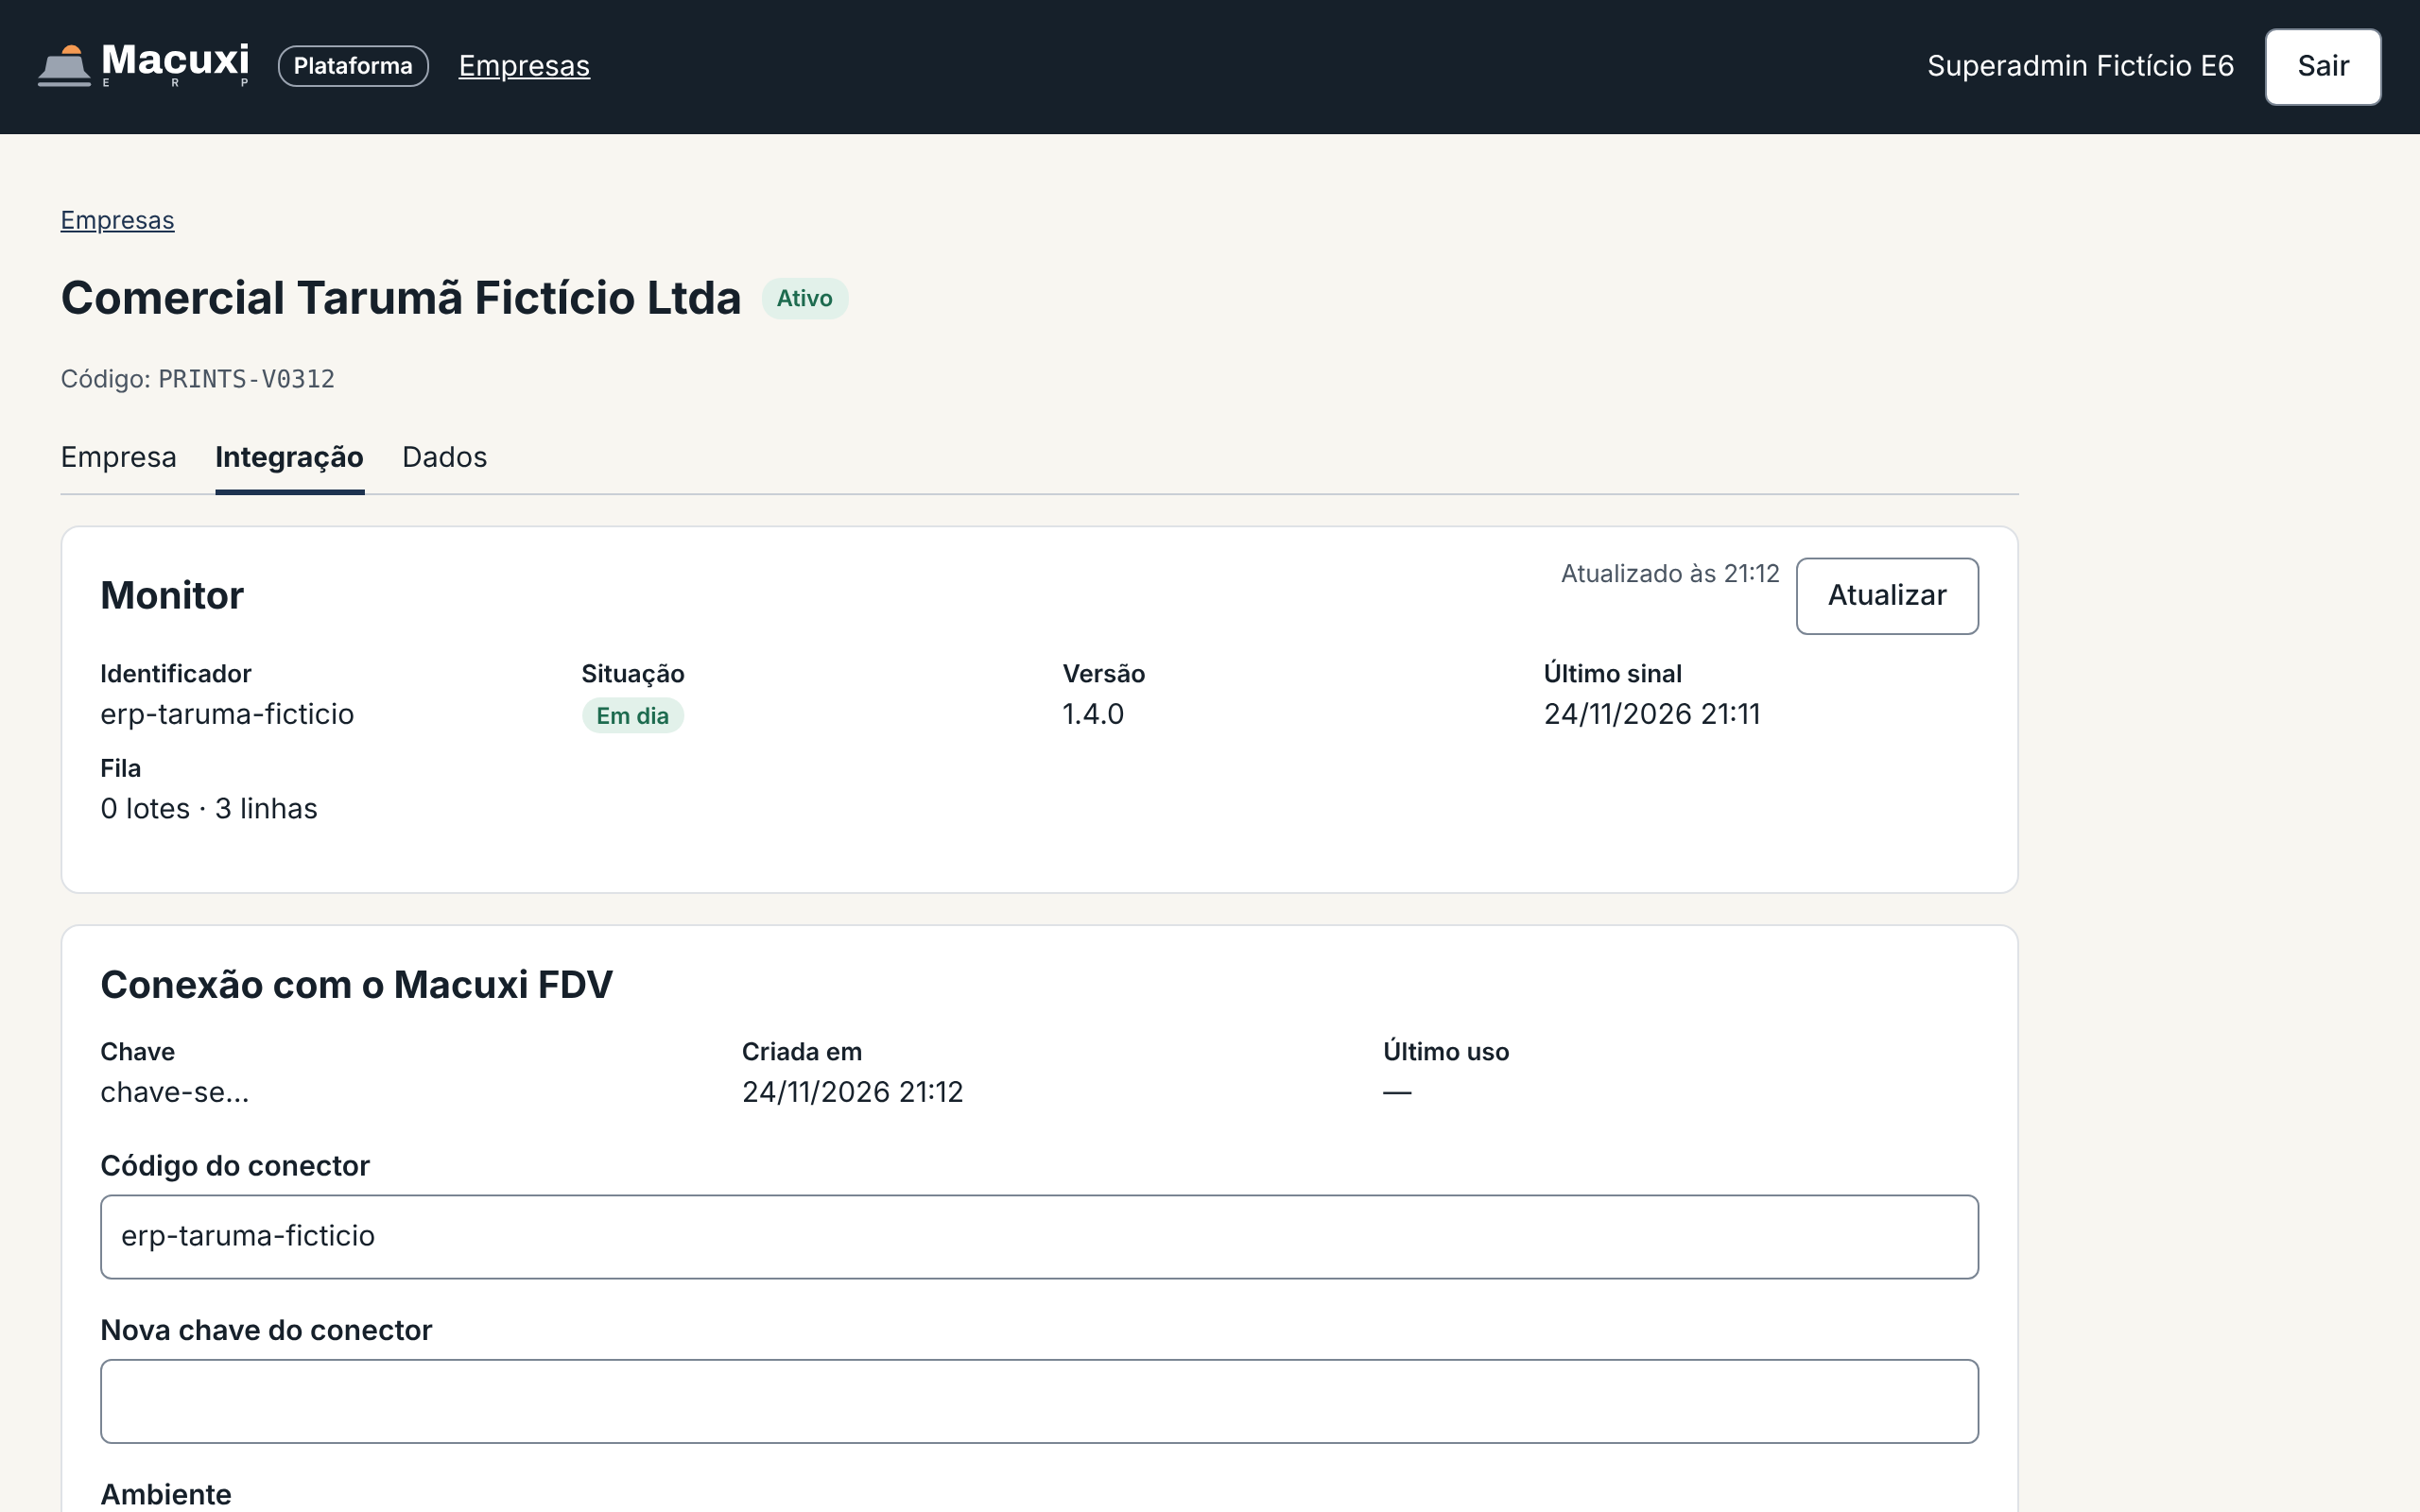 Macuxi
E R P
Plataforma
Empresas
Superadmin Fictício E6
Sair
Empresas
Comercial Tarumã Fictício Ltda
Ativo
Código: PRINTS-V0312
Empresa
Integração
Dados
Monitor
Atualizado às 21:12
Atualizar
Identificador
erp-taruma-ficticio
Situação
Em dia
Versão
1.4.0
Último sinal
24/11/2026 21:11
Fila
0 lotes · 3 linhas
Conexão com o Macuxi FDV
Chave
chave-se…
Criada em
24/11/2026 21:12
Último uso
—
Código do conector
erp-taruma-ficticio
Nova chave do conector
Ambiente